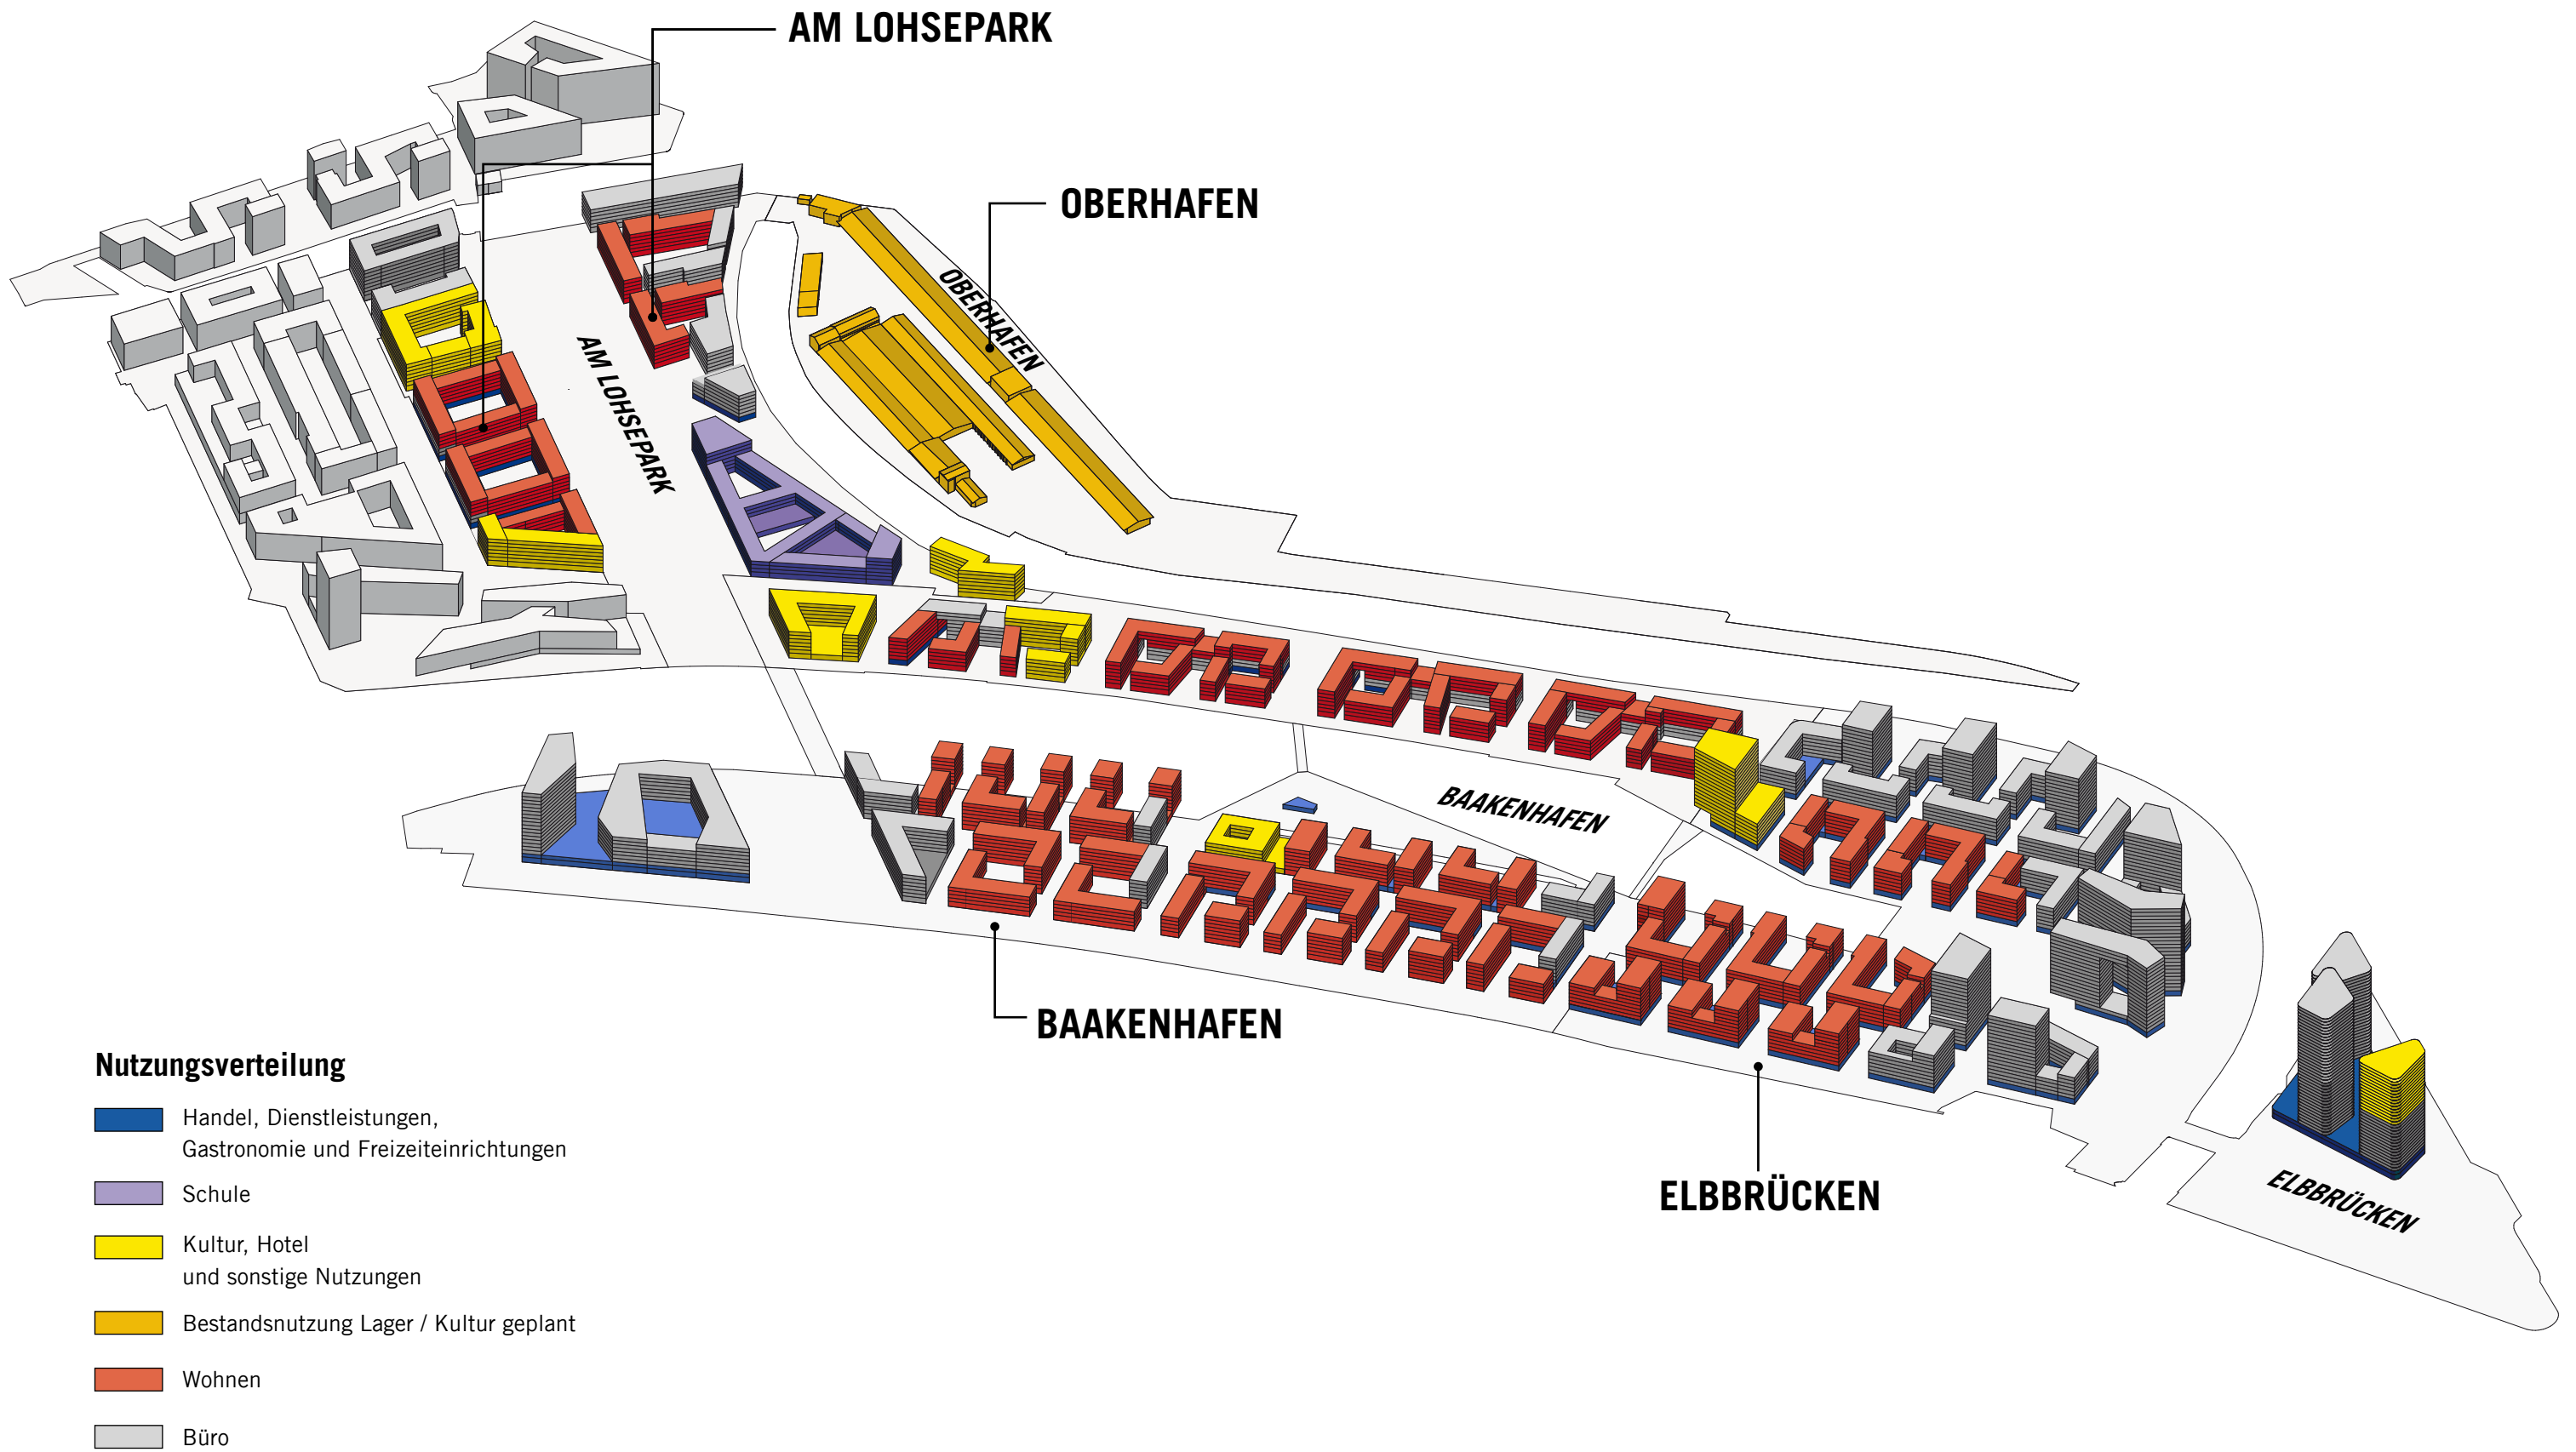 AM LOHSEPARK
OBERHAFEN
OBERHAFEN
AM LOHSEPARK
BAAKENHAFEN
BAAKENHAFEN
ELBBRÜCKEN
ELBBRÜCKEN
Nutzungsverteilung
Handel, Dienstleistungen,
Gastronomie und Freizeiteinrichtungen
Schule
Kultur, Hotel
und sonstige Nutzungen
Bestandsnutzung Lager / Kultur geplant
Wohnen
Büro